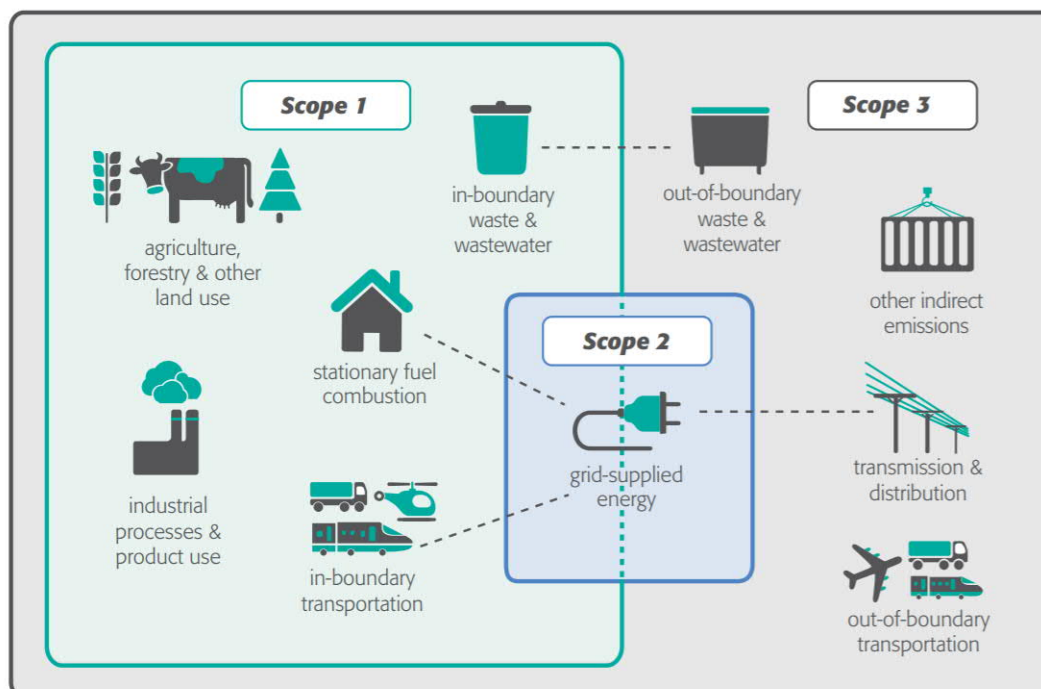 Scope 1
Scope 3
in-boundary
waste &
wastewater
out-of-boundary
waste &
wastewater
agriculture,
forestry & other
land use
other indirect
emissions
Scope 2
stationary fuel
combustion
grid-supplied
energy
transmission &
distribution
industrial
processes &
product use
in-boundary
transportation
out-of-boundary
transportation